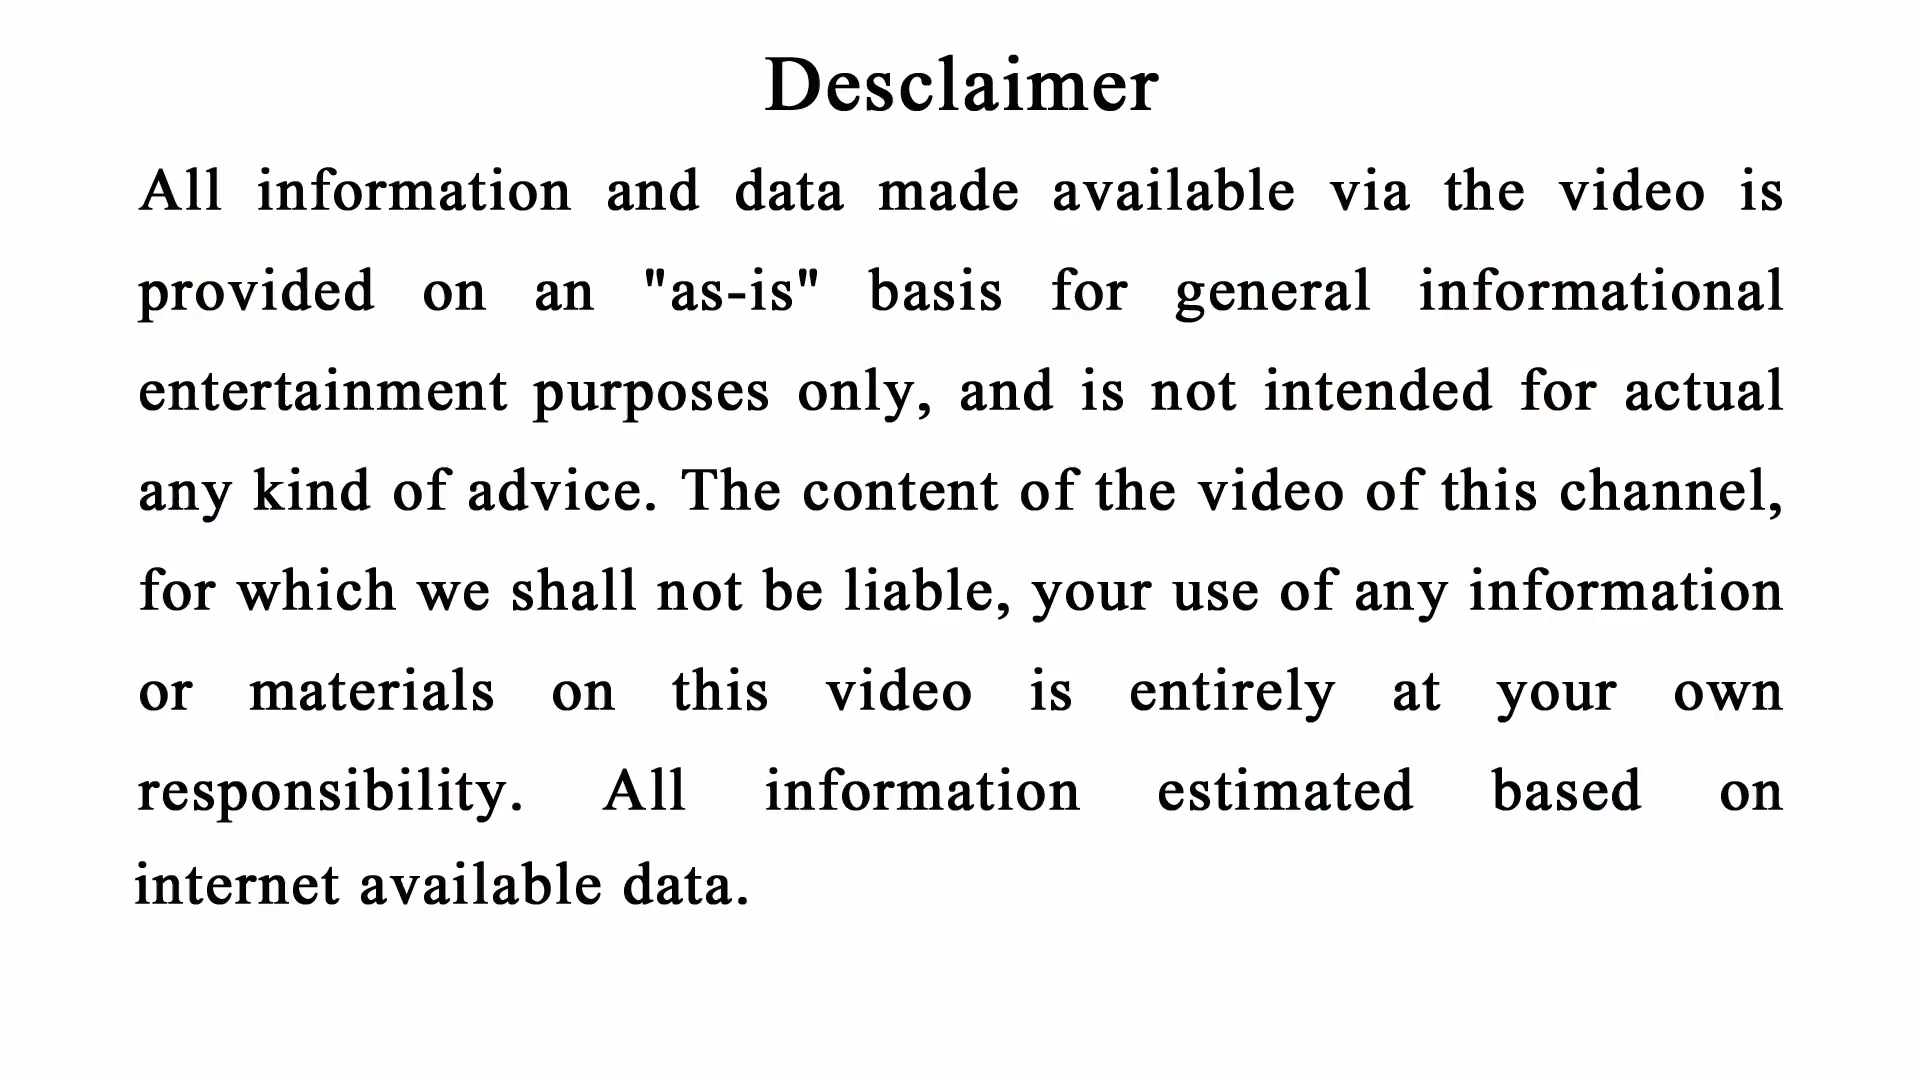 Desclaimer
All information and data made available via the video is
provided on an "as-is" basis for general informational
entertainment purposes only, and is not intended for actual
any kind of advice. The content of the video of this channel,
for which we shall not be liable, your use of any information
or materials on this video is entirely at your own
responsibility. All information estimated based on
internet available data.